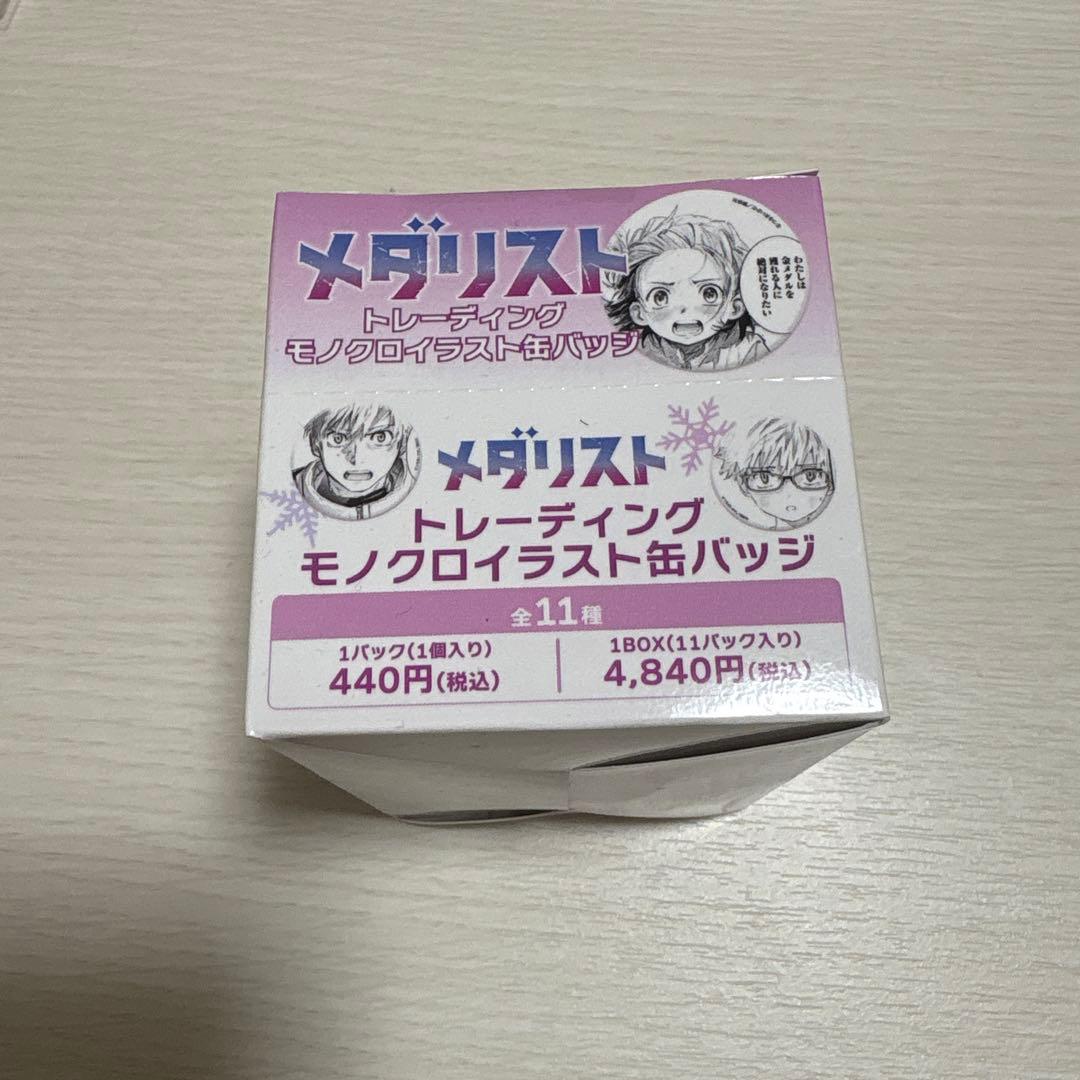 メダリスト
トレーディング
モノクロイラスト缶バッジ
わたしは
金メダルを
獲れる人に
絶対になりたい
メダリスト
トレーディング
モノクロイラスト缶バッジ
全11種
1パック(1個入り)
440円(税込)
1BOX(11パック入り)
4,840円(税込)